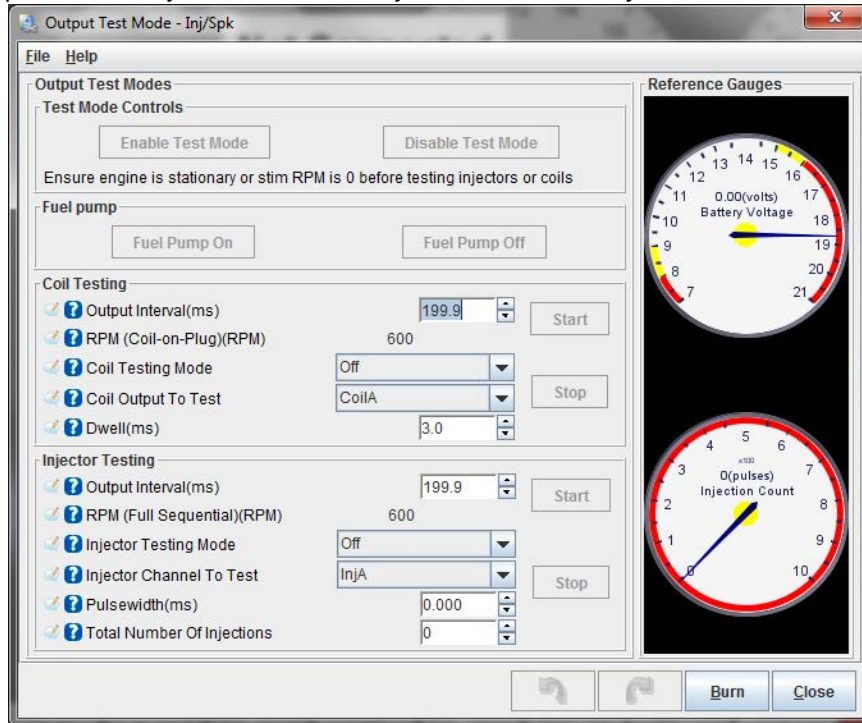 Output Test Mode - Inj/Spk
File Help
Output Test Modes
Test Mode Controls
Enable Test Mode
Disable Test Mode
Ensure engine is stationary or stim RPM is 0 before testing injectors or coils
Fuel pump
Fuel Pump On
Fuel Pump Off
Coil Testing
Output Interval(ms) 199.9
Start
RPM (Coil-on-Plug)(RPM) 600
Coil Testing Mode Off
Coil Output To Test CoilA
Stop
Dwell(ms) 3.0
Injector Testing
Output Interval(ms) 199.9
Start
RPM (Full Sequential)(RPM) 600
Injector Testing Mode Off
Injector Channel To Test InjA
Stop
Pulsewidth(ms) 0.000
Total Number Of Injections 0
Reference Gauges
7 8 9 10 11 12 13 14 15 16 17 18 19 20 21
0.00(volts)
Battery Voltage
0 1 2 3 4 5 6 7 8 9 10
x100
0(pulses)
Injection Count
Burn
Close